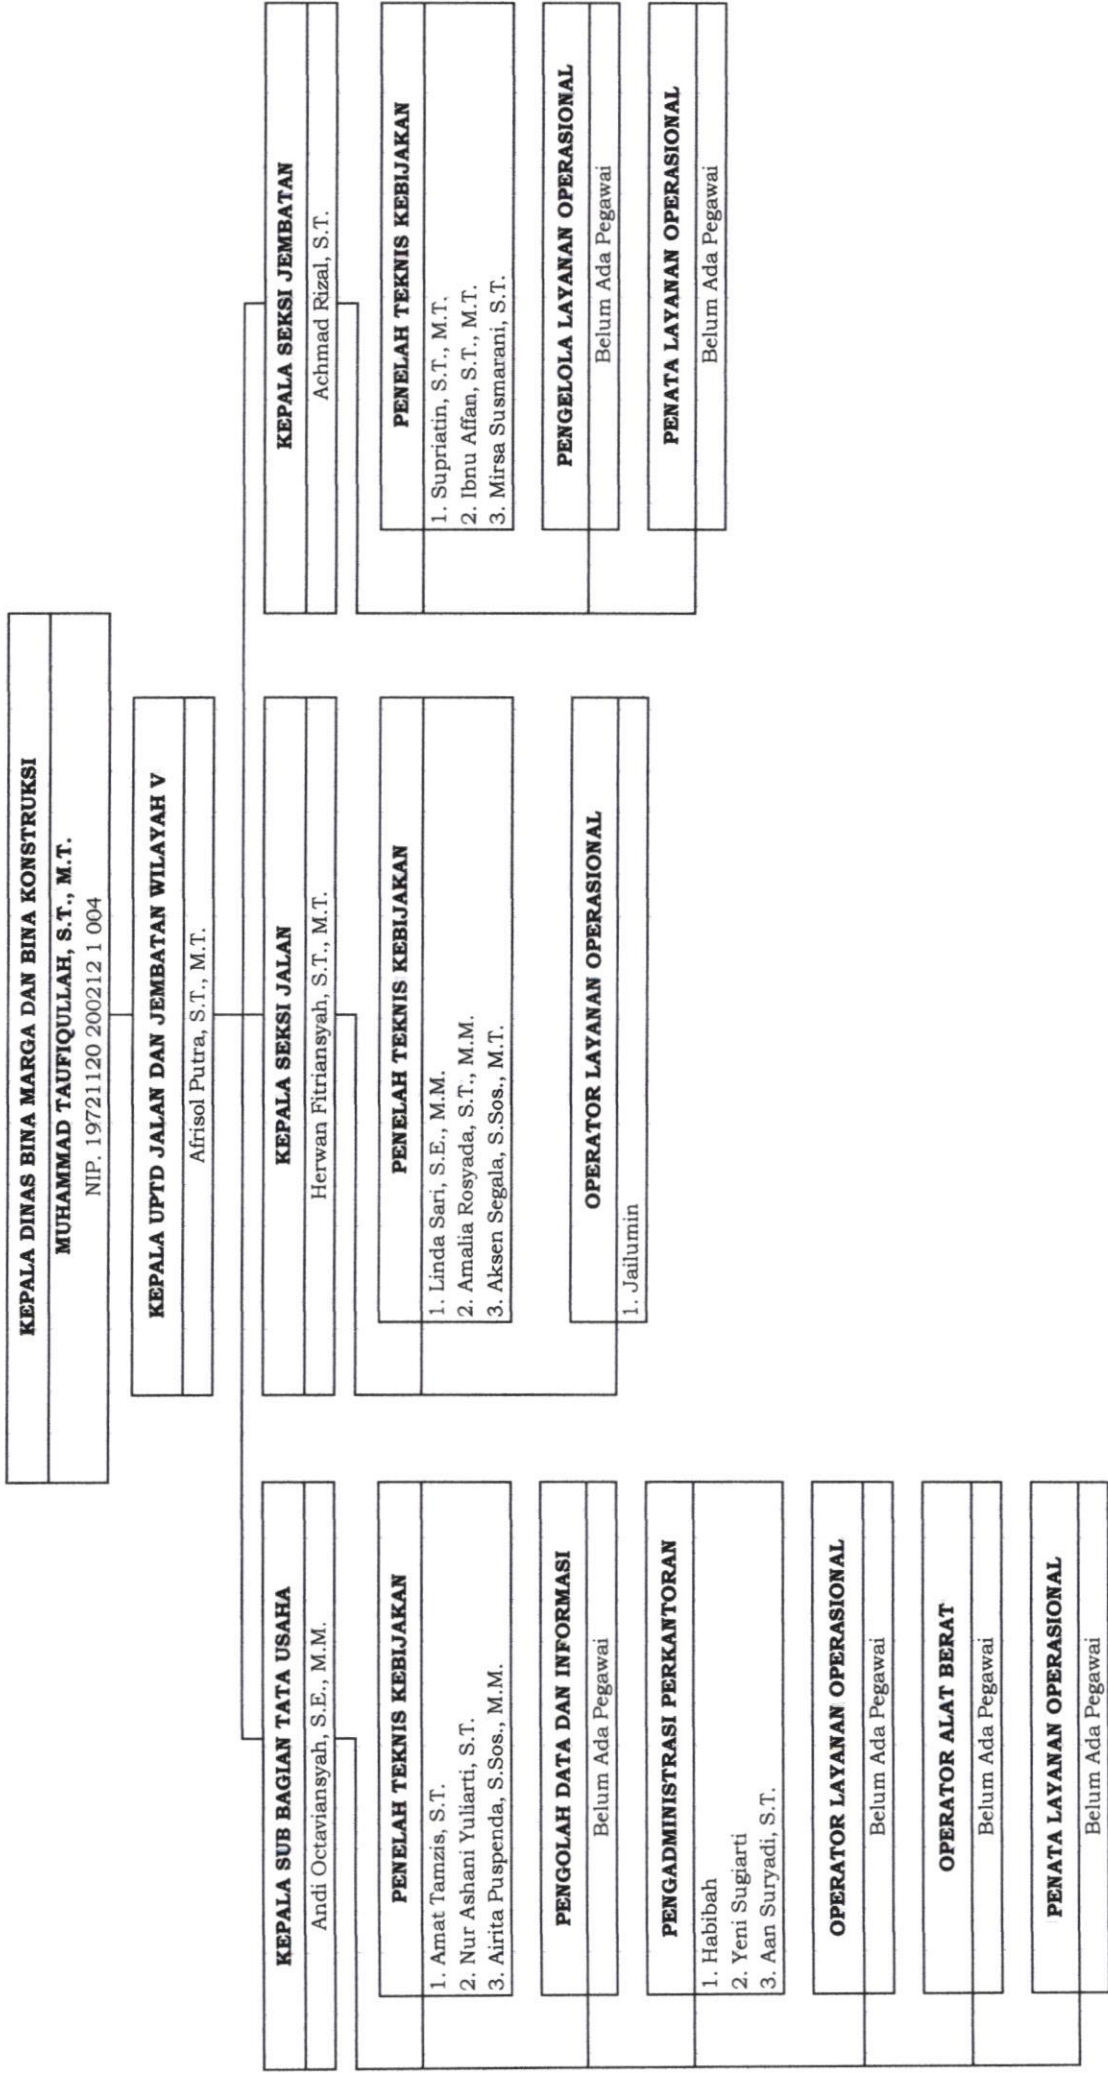 KEPALA DINAS BINA MARGA DAN BINA KONSTRUKSI
MUHAMMAD TAUFIQULLAH, S.T., M.T.
NIP. 19721120 200212 1 004
KEPALA UPTD JALAN DAN JEMBATAN WILAYAH V
Afrisol Putra, S.T., M.T.
KEPALA SUB BAGIAN TATA USAHA
Andi Octaviansyah, S.E., M.M.
PENELAH TEKNIS KEBIJAKAN
1. Amat Tamzis, S.T.
2. Nur Ashani Yuliarti, S.T.
3. Airita Puspenda, S.Sos., M.M.
PENGOLAH DATA DAN INFORMASI
Belum Ada Pegawai
PENGADMINISTRASI PERKANTORAN
1. Habibah
2. Yeni Sugiarti
3. Aan Suryadi, S.T.
OPERATOR LAYANAN OPERASIONAL
Belum Ada Pegawai
OPERATOR ALAT BERAT
Belum Ada Pegawai
PENATA LAYANAN OPERASIONAL
Belum Ada Pegawai
KEPALA SEKSI JALAN
Herwan Fitriansyah, S.T., M.T.
PENELAH TEKNIS KEBIJAKAN
1. Linda Sari, S.E., M.M.
2. Amalia Rosyada, S.T., M.M.
3. Aksen Segala, S.Sos., M.T.
OPERATOR LAYANAN OPERASIONAL
1. Jailumin
KEPALA SEKSI JEMBATAN
Achmad Rizal, S.T.
PENELAH TEKNIS KEBIJAKAN
1. Supriatin, S.T., M.T.
2. Ibnu Affan, S.T., M.T.
3. Mirsa Susmarani, S.T.
PENGELOLA LAYANAN OPERASIONAL
Belum Ada Pegawai
PENATA LAYANAN OPERASIONAL
Belum Ada Pegawai